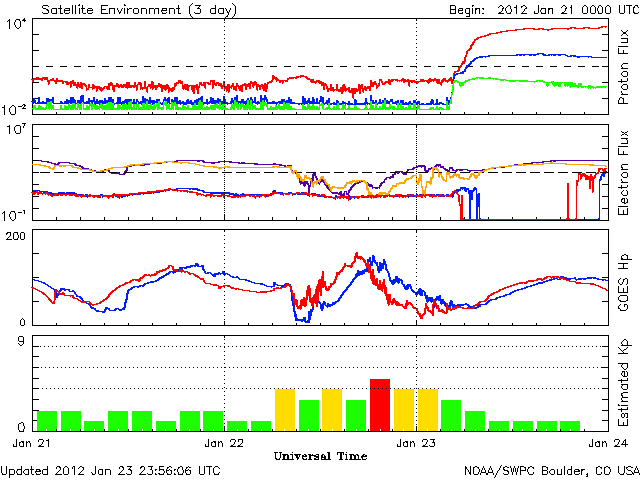 Satellite Environment (3 day) Begin: 2012 Jan 21 0000 UTC
10^4
10^-2
Proton Flux
10^7
10^-1
Electron Flux
200
0
GOES Hp
9
0
Estimated Kp
Jan 21 Jan 22 Jan 23 Jan 24
Universal Time
Updated 2012 Jan 23 23:56:06 UTC NOAA/SWPC Boulder, CO USA